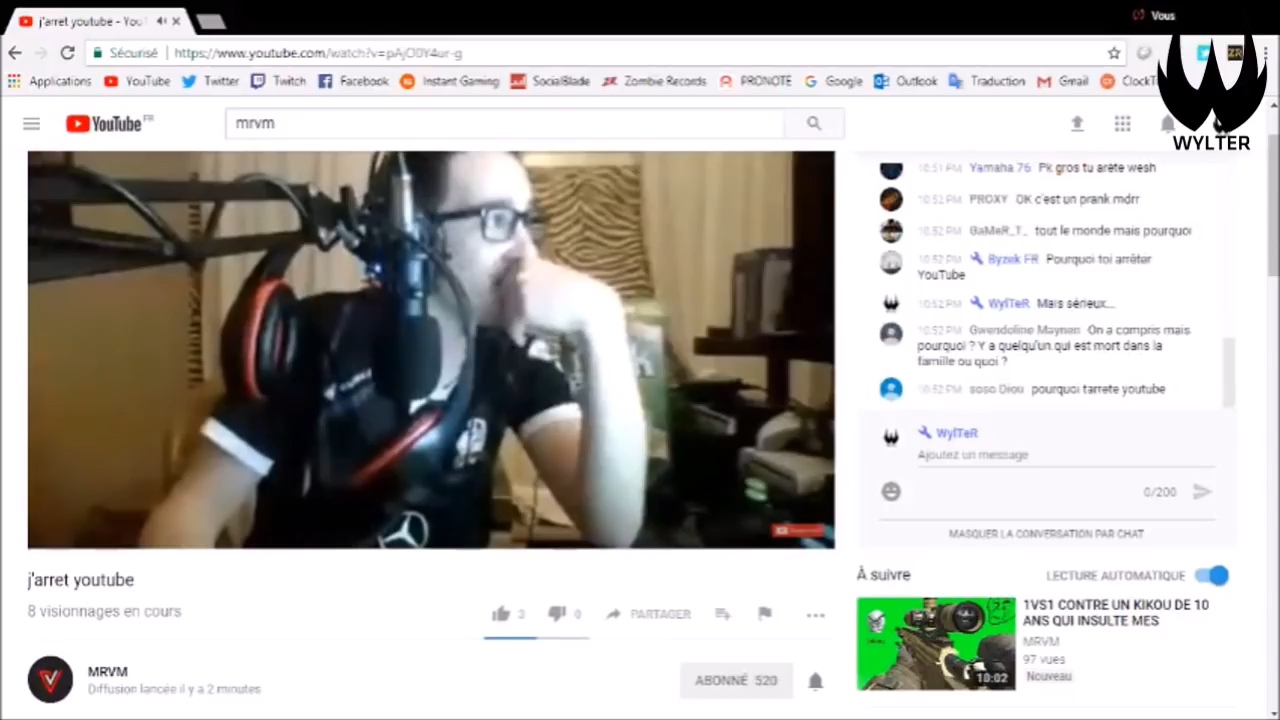 j'arret youtube - You
Vous
Sécurisé | https://www.youtube.com/watch?v=pAjO0Y4ur-g
Applications YouTube Twitter Twitch Facebook Instant Gaming SocialBlade Zombie Records PRONOTE Google Outlook Traduction Gmail ClockT
WYLTER
YouTube FR
mrvm
10:51 PM Yamaha 76 Pk gros tu arète wesh
10:52 PM PROXY OK c'est un prank mdrr
10:52 PM GaMeR_T_ tout le monde mais pourquoi
10:52 PM Byzek FR Pourquoi toi arrêter
YouTube
10:52 PM WylTeR Mais sérieux...
10:52 PM Gwendoline Maynen On a compris mais
pourquoi ? Y a quelqu'un qui est mort dans la
famille ou quoi ?
10:52 PM soso Diou pourquoi tarrete youtube
WylTeR
Ajoutez un message
0/200
MASQUER LA CONVERSATION PAR CHAT
j'arret youtube
8 visionnages en cours
3 0 PARTAGER
MRVM
Diffusion lancée il y a 2 minutes
ABONNÉ 520
À suivre
LECTURE AUTOMATIQUE
1VS1 CONTRE UN KIKOU DE 10
ANS QUI INSULTE MES
MRVM
97 vues
Nouveau
10:02